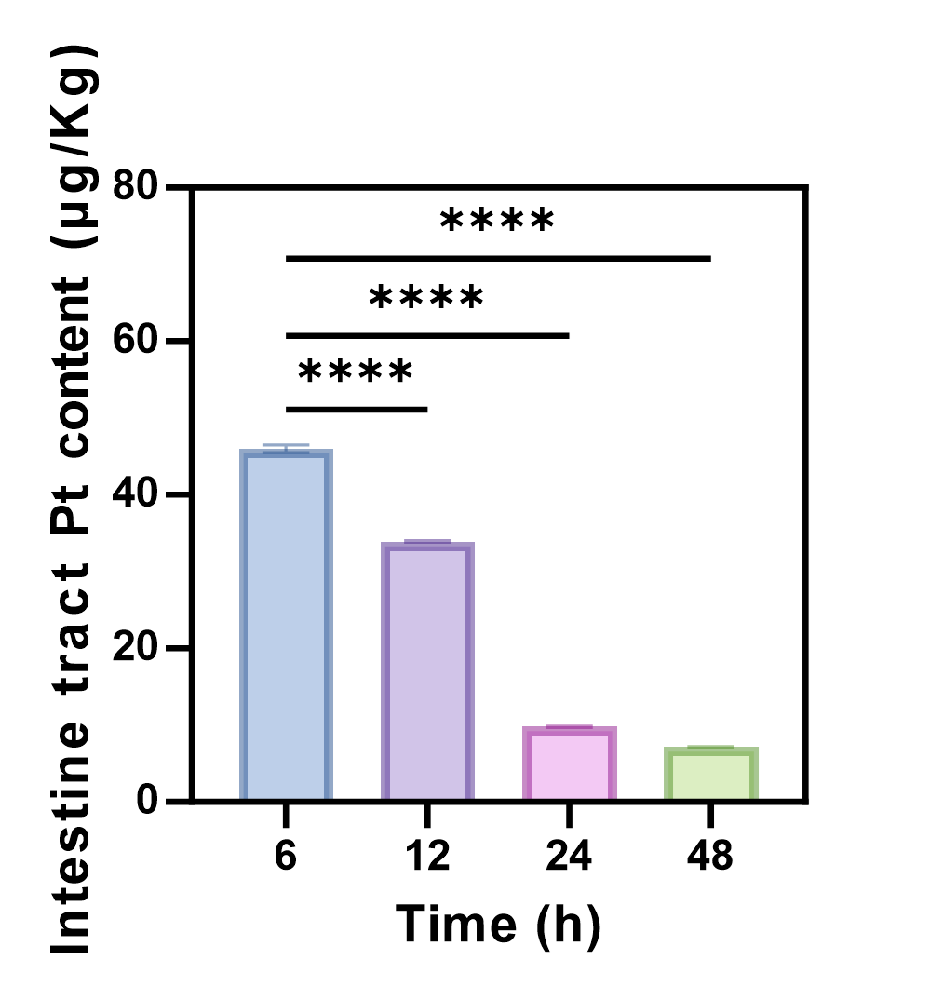 Intestine tract Pt content (μg/Kg)
80
60
40
20
0
****
****
****
6 12 24 48
Time (h)